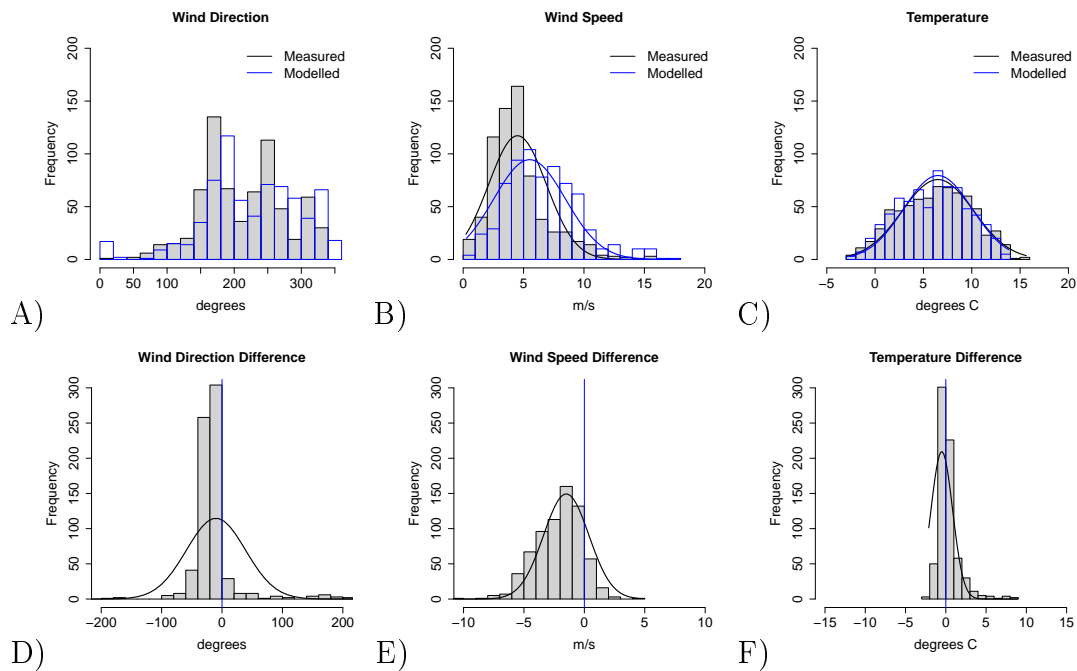 Wind Direction
Frequency
0 50 100 150 200
Measured
Modelled
0 50 100 200 300
degrees
A)
Wind Speed
Frequency
0 50 100 150 200
Measured
Modelled
0 5 10 15 20
m/s
B)
Temperature
Frequency
0 50 100 150 200
Measured
Modelled
−5 0 5 10 15 20
degrees C
C)
Wind Direction Difference
Frequency
0 50 100 150 200 250 300
−200 −100 0 100 200
degrees
D)
Wind Speed Difference
Frequency
0 50 100 150 200 250 300
−10 −5 0 5 10
m/s
E)
Temperature Difference
Frequency
0 50 100 150 200 250 300
−15 −10 −5 0 5 10 15
degrees C
F)